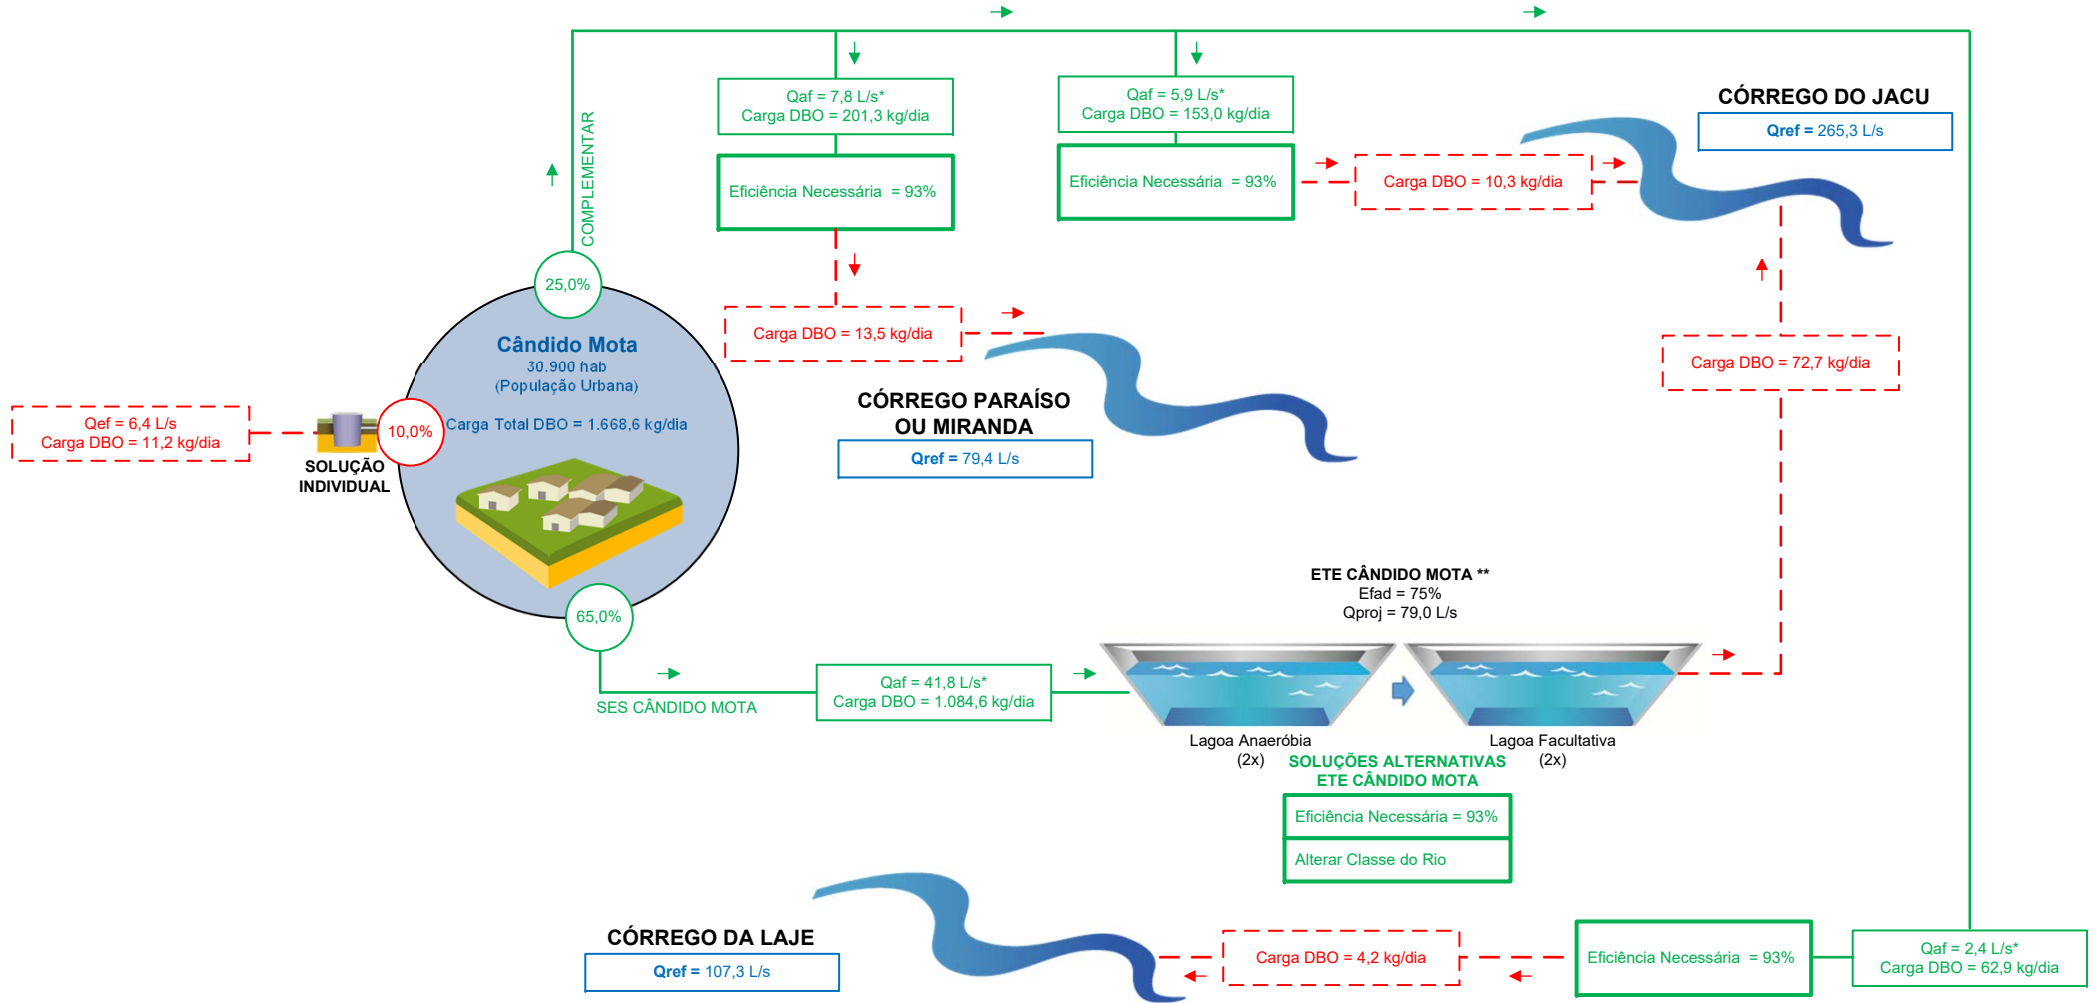 Qaf = 7,8 L/s*
Carga DBO = 201,3 kg/dia
Qaf = 5,9 L/s*
Carga DBO = 153,0 kg/dia
CÓRREGO DO JACU
Qref = 265,3 L/s
COMPLEMENTAR
Eficiência Necessária = 93%
Eficiência Necessária = 93%
Carga DBO = 10,3 kg/dia
25,0%
Carga DBO = 13,5 kg/dia
Cândido Mota
30.900 hab
(População Urbana)
Carga Total DBO = 1.668,6 kg/dia
Carga DBO = 72,7 kg/dia
CÓRREGO PARAÍSO
OU MIRANDA
Qref = 79,4 L/s
Qef = 6,4 L/s
Carga DBO = 11,2 kg/dia
10,0%
SOLUÇÃO
INDIVIDUAL
65,0%
ETE CÂNDIDO MOTA **
Efad = 75%
Qproj = 79,0 L/s
SES CÂNDIDO MOTA
Qaf = 41,8 L/s*
Carga DBO = 1.084,6 kg/dia
Lagoa Anaeróbia
(2x)
Lagoa Facultativa
(2x)
SOLUÇÕES ALTERNATIVAS
ETE CÂNDIDO MOTA
Eficiência Necessária = 93%
Alterar Classe do Rio
CÓRREGO DA LAJE
Qref = 107,3 L/s
Carga DBO = 4,2 kg/dia
Eficiência Necessária = 93%
Qaf = 2,4 L/s*
Carga DBO = 62,9 kg/dia